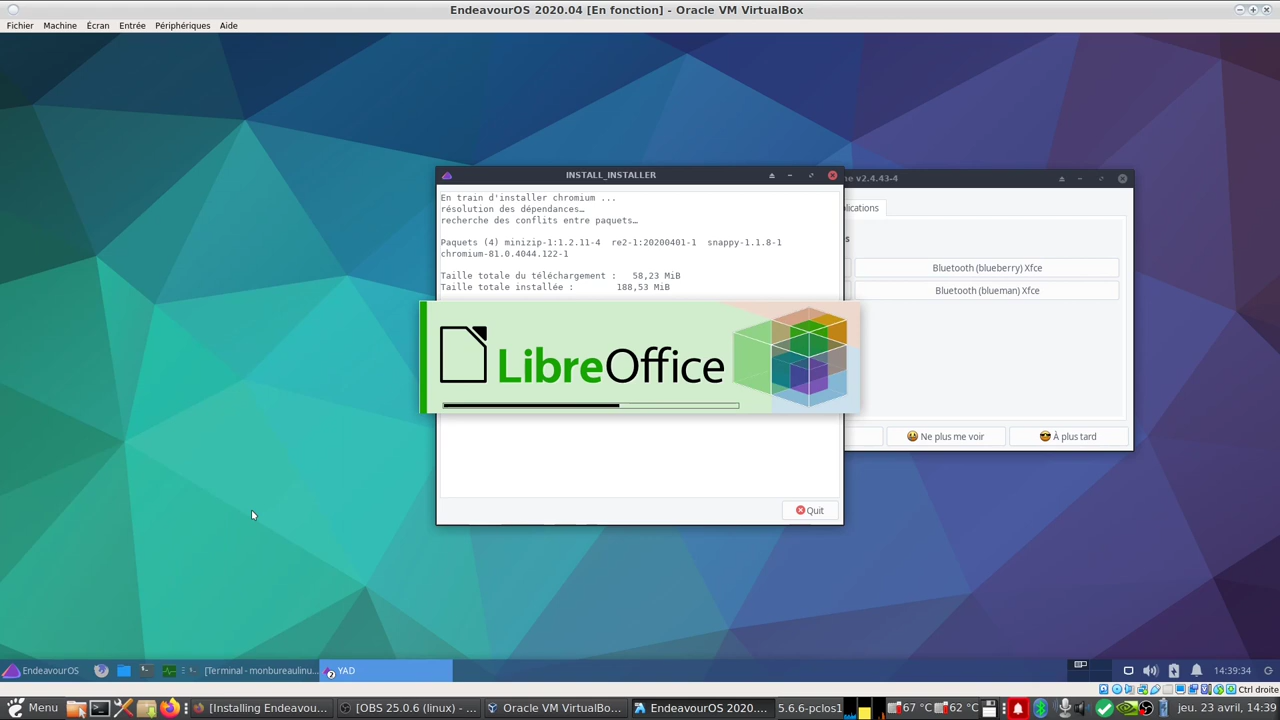 EndeavourOS 2020.04 [En fonction] - Oracle VM VirtualBox
Fichier Machine Écran Entrée Périphériques Aide
INSTALL_INSTALLER
ne v2.4.43-4
En train d'installer chromium ...
résolution des dépendances…
recherche des conflits entre paquets…
Paquets (4) minizip-1:1.2.11-4 re2-1:20200401-1 snappy-1.1.8-1
chromium-81.0.4044.122-1
Taille totale du téléchargement : 58,23 MiB
Taille totale installée : 188,53 MiB
plications
s
Bluetooth (blueberry) Xfce
Bluetooth (blueman) Xfce
LibreOffice
Ne plus me voir
À plus tard
Quit
EndeavourOS
[Terminal - monbureaulinu...
2
YAD
14:39:34
Ctrl droite
Menu
[Installing Endeavou...
[OBS 25.0.6 (linux) - ...
Oracle VM VirtualBo...
EndeavourOS 2020....
5.6.6-pclos1
67 °C
62 °C
jeu. 23 avril, 14:39